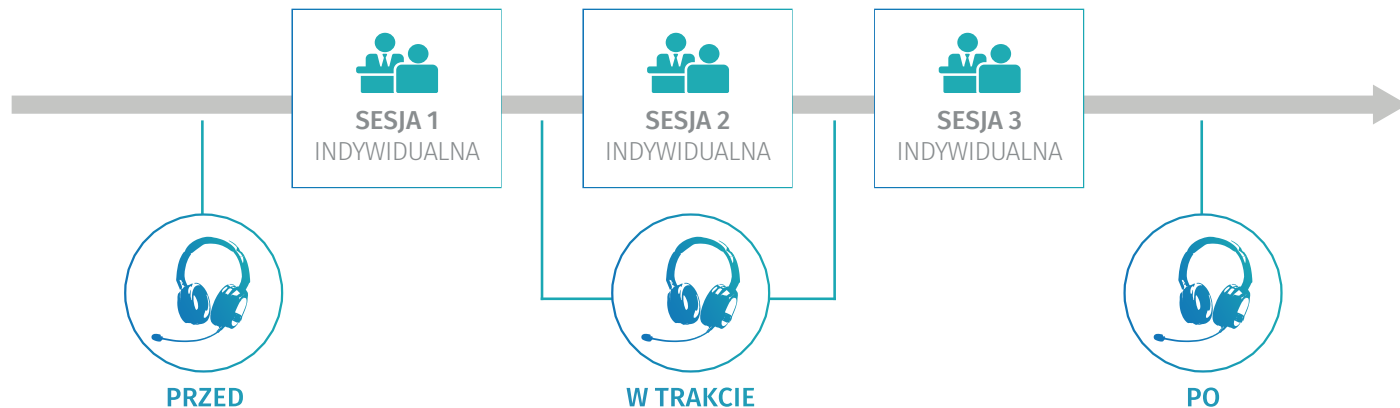 SESJA 1
INDYWIDUALNA
SESJA 2
INDYWIDUALNA
SESJA 3
INDYWIDUALNA
PRZED
W TRAKCIE
PO